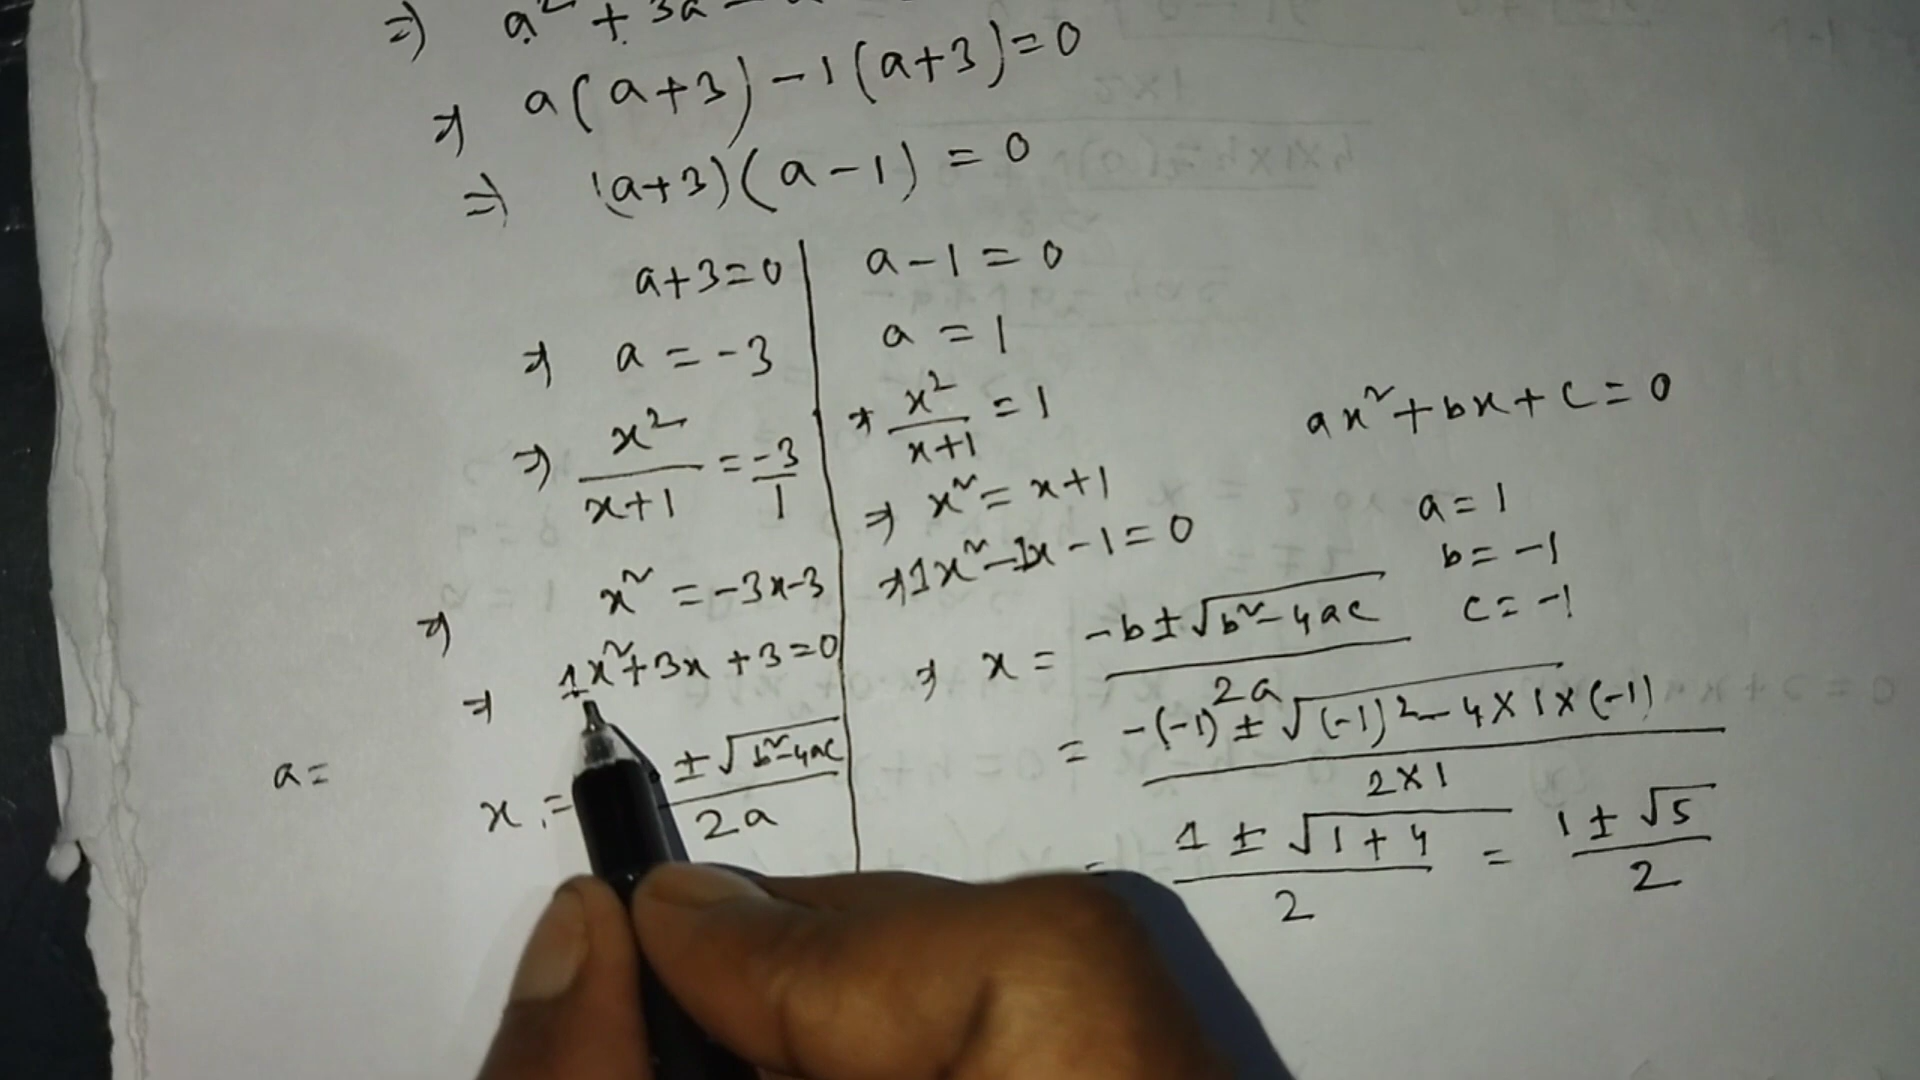 ⇒ a² + 3a -
⇒ a(a+3) -1(a+3)=0
⇒ (a+3)(a-1) = 0
a+3=0
⇒ a = -3
⇒ x²/x+1 = -3/1
⇒ x² = -3x-3
⇒ 1x²+3x+3=0
a=
x = ±√b²-4ac/2a
a-1=0
a = 1
⇒ x²/x+1 = 1
⇒ x² = x+1
⇒ 1x²-1x-1=0
⇒ x = -b±√b²-4ac/2a
= -(-1) ± √(-1)²-4×1×(-1)/2×1
= 1 ± √1+4/2 = 1 ± √5/2
ax²+bx+c=0
a=1
b=-1
c=-1